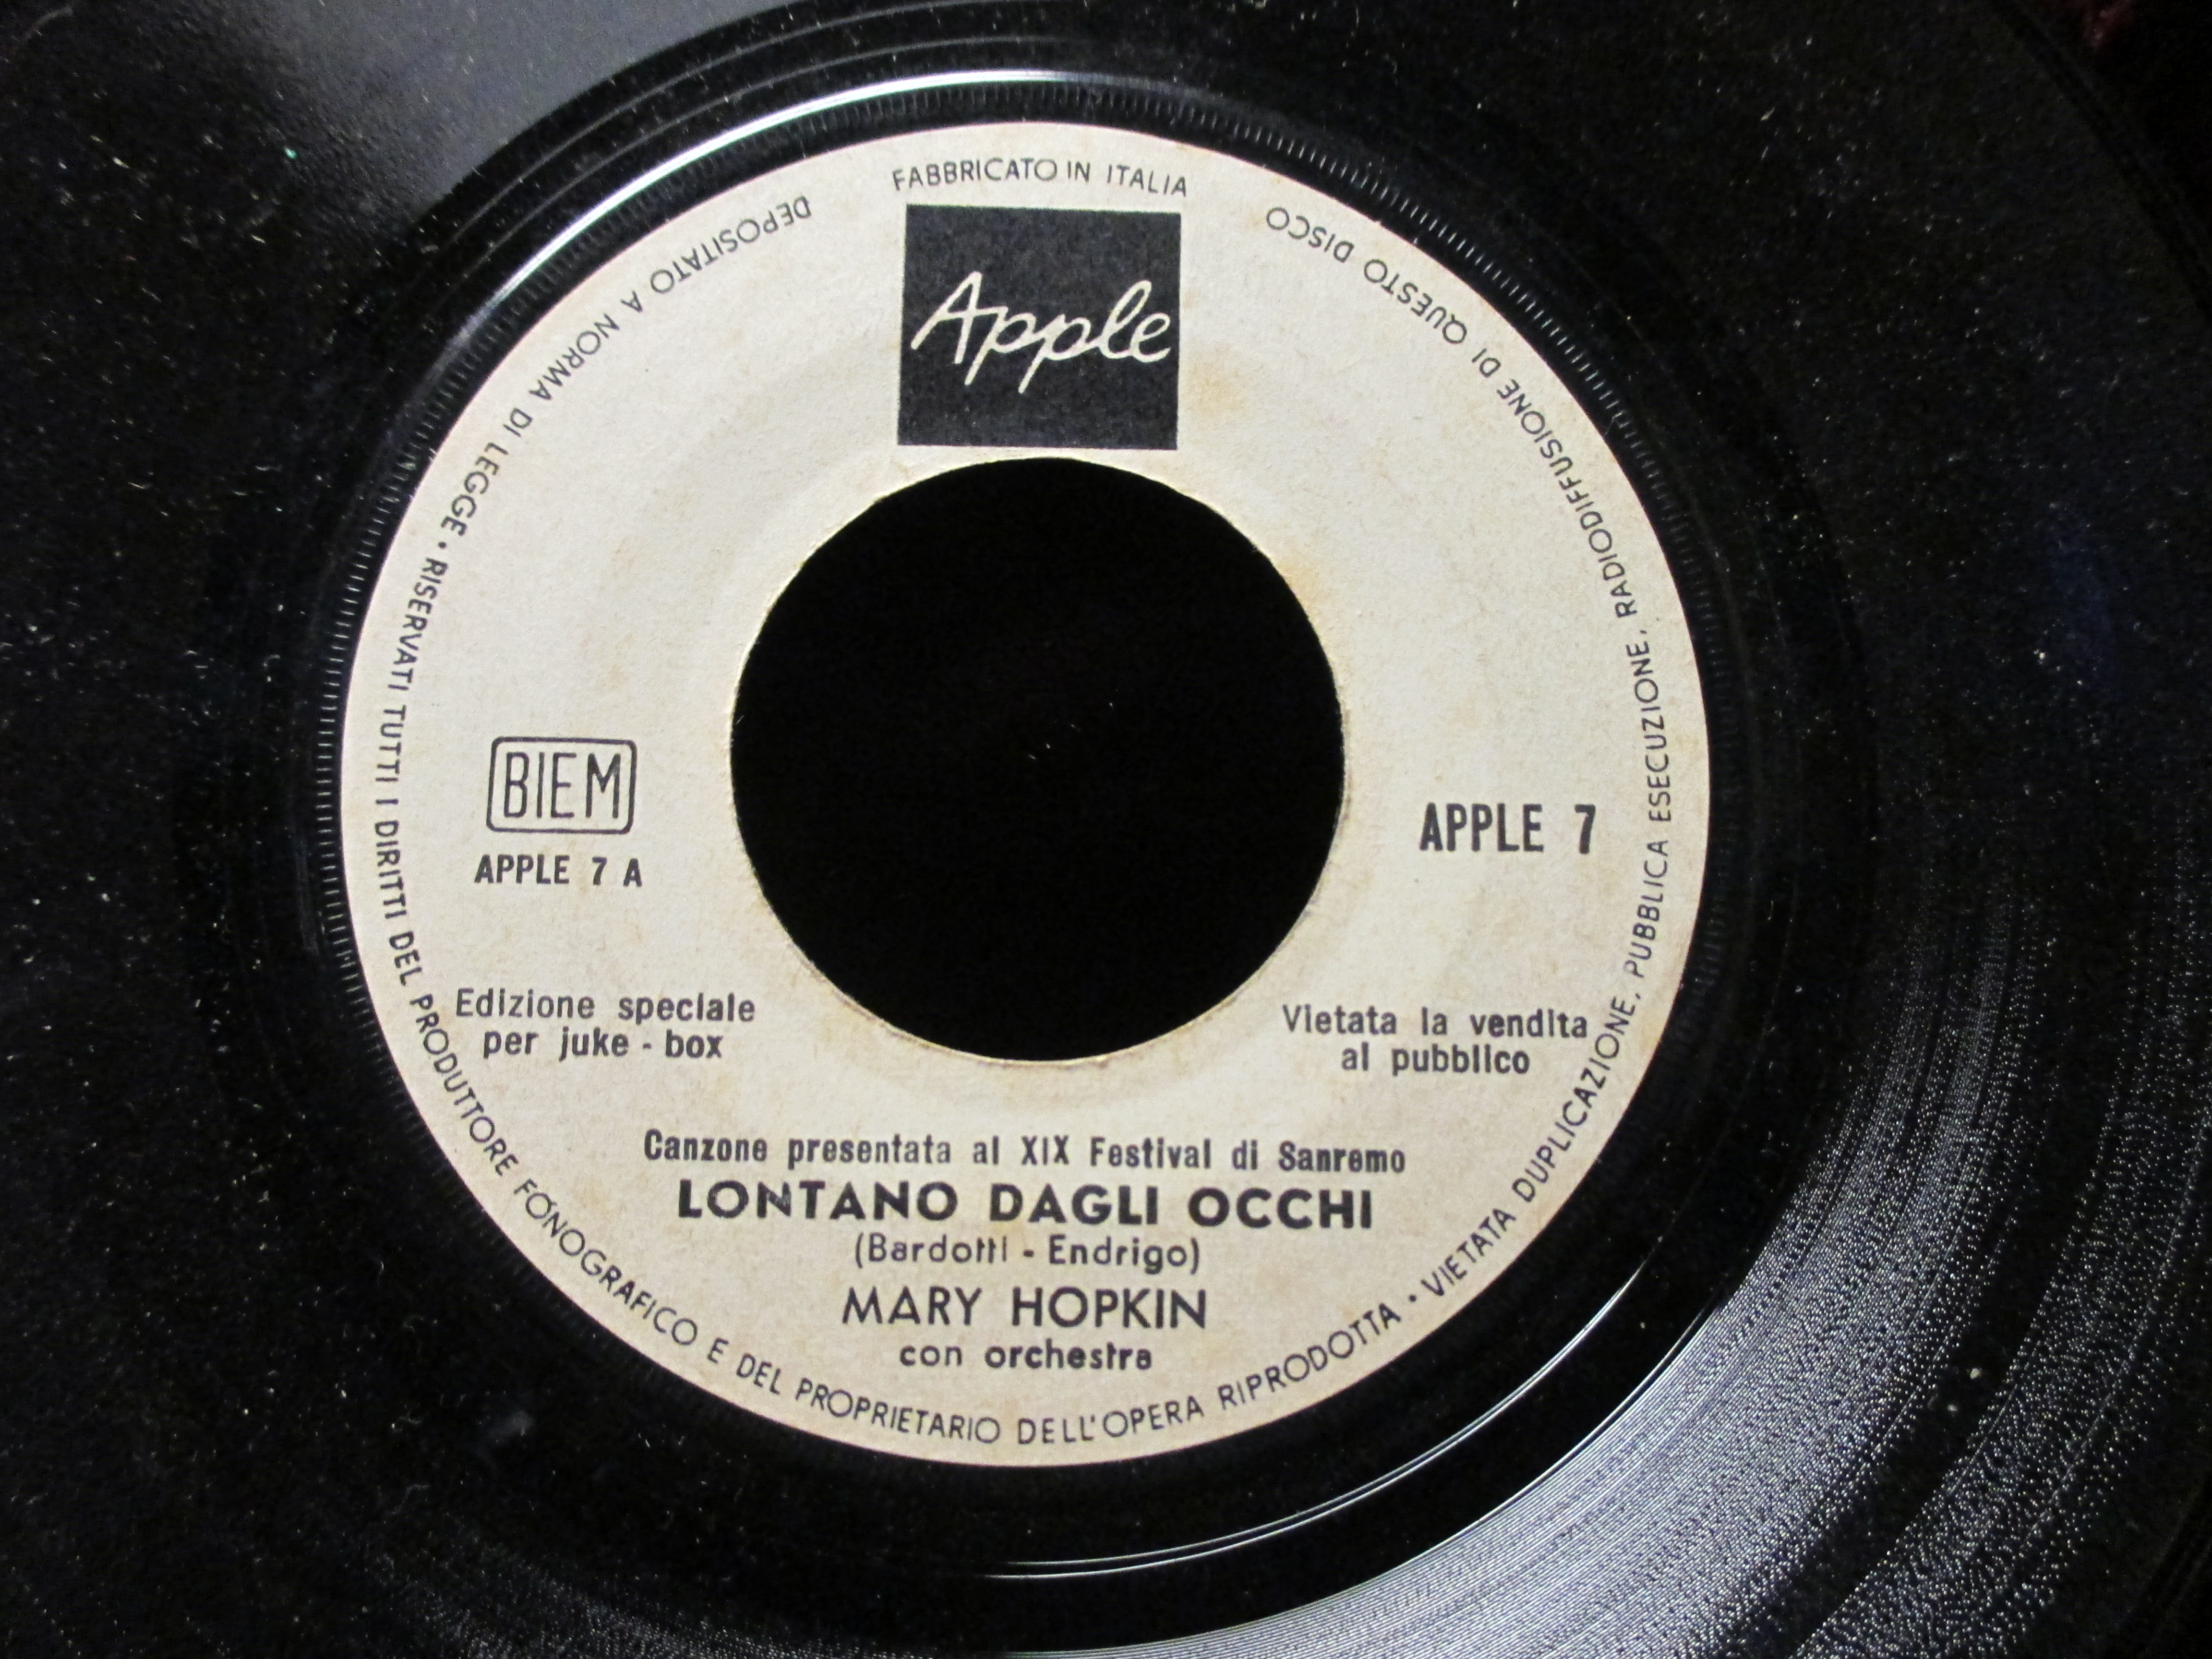 FABBRICATO IN ITALIA
Apple
DEPOSITATO A NORMA DI LEGGE • RISERVATI TUTTI I DIRITTI DEL PRODUTTORE FONOGRAFICO E DEL PROPRIETARIO DELL'OPERA RIPRODOTTA • VIETATA DUPLICAZIONE, PUBBLICA ESECUZIONE, RADIODIFFUSIONE DI QUESTO DISCO
BIEM
APPLE 7 A
APPLE 7
Edizione speciale
per juke - box
Vietata la vendita
al pubblico
Canzone presentata al XIX Festival di Sanremo
LONTANO DAGLI OCCHI
(Bardotti - Endrigo)
MARY HOPKIN
con orchestra